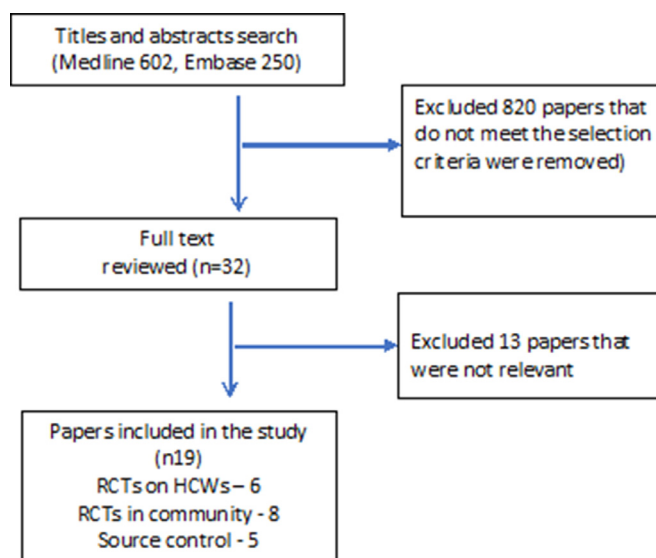 Titles and abstracts search
(Medline 602, Embase 250)
Excluded 820 papers that
do not meet the selection
criteria were removed)
Full text
reviewed (n=32)
Excluded 13 papers that
were not relevant
Papers included in the study
(n19)
RCTs on HCWs – 6
RCTs in community - 8
Source control - 5